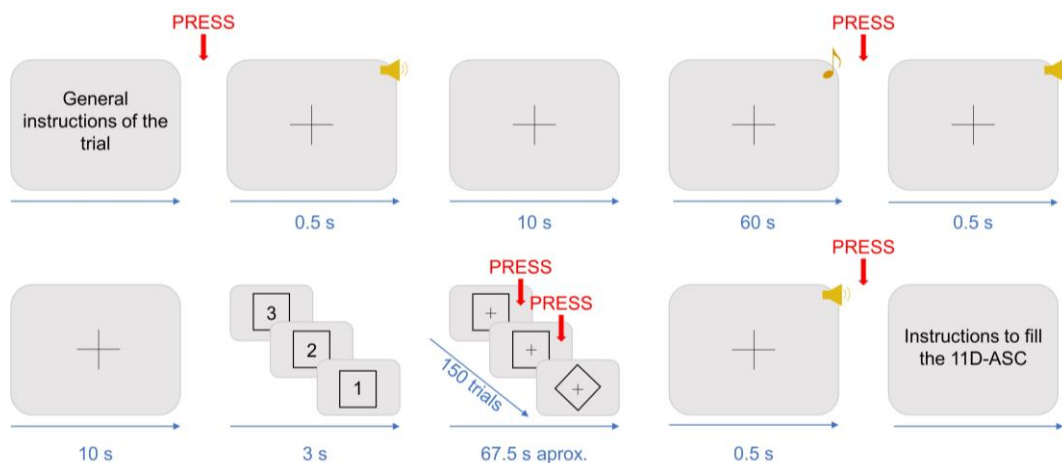 PRESS
PRESS
General
instructions of the
trial
0.5 s
10 s
60 s
0.5 s
PRESS
PRESS
PRESS
3
2
1
150 trials
Instructions to fill
the 11D-ASC
10 s
3 s
67.5 s aprox.
0.5 s